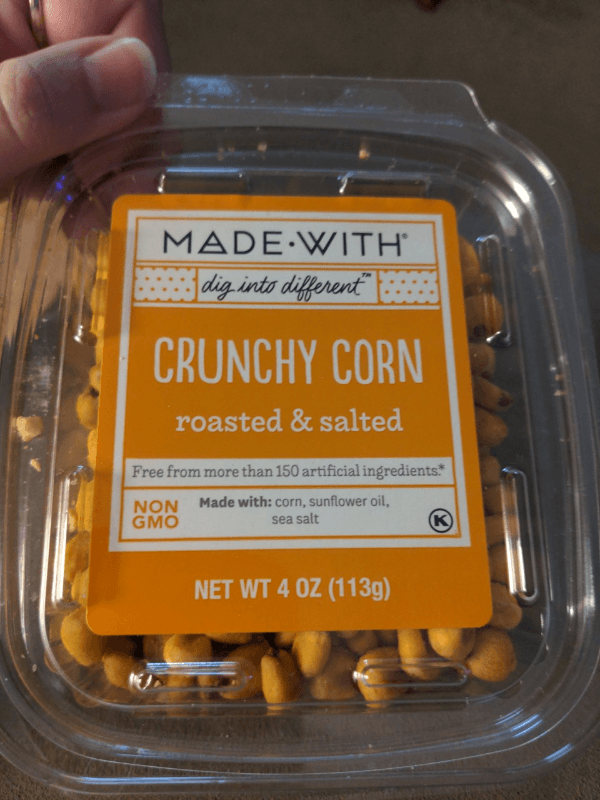 MADE·WITH®
dig into different™
CRUNCHY CORN
roasted & salted
Free from more than 150 artificial ingredients.*
NON
GMO
Made with: corn, sunflower oil,
sea salt
K
NET WT 4 OZ (113g)